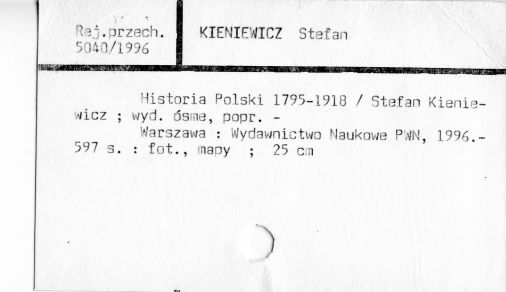 Rej.przech. KIENIEWICZ Stefan
5040/1996
Historia Polski 1795-1918 / Stefan Kienie-
wicz ; wyd. ósme, popr. -
Warszawa : Wydawnictwo Naukowe PWN, 1996.-
597 s. : fot., mapy ; 25 cm